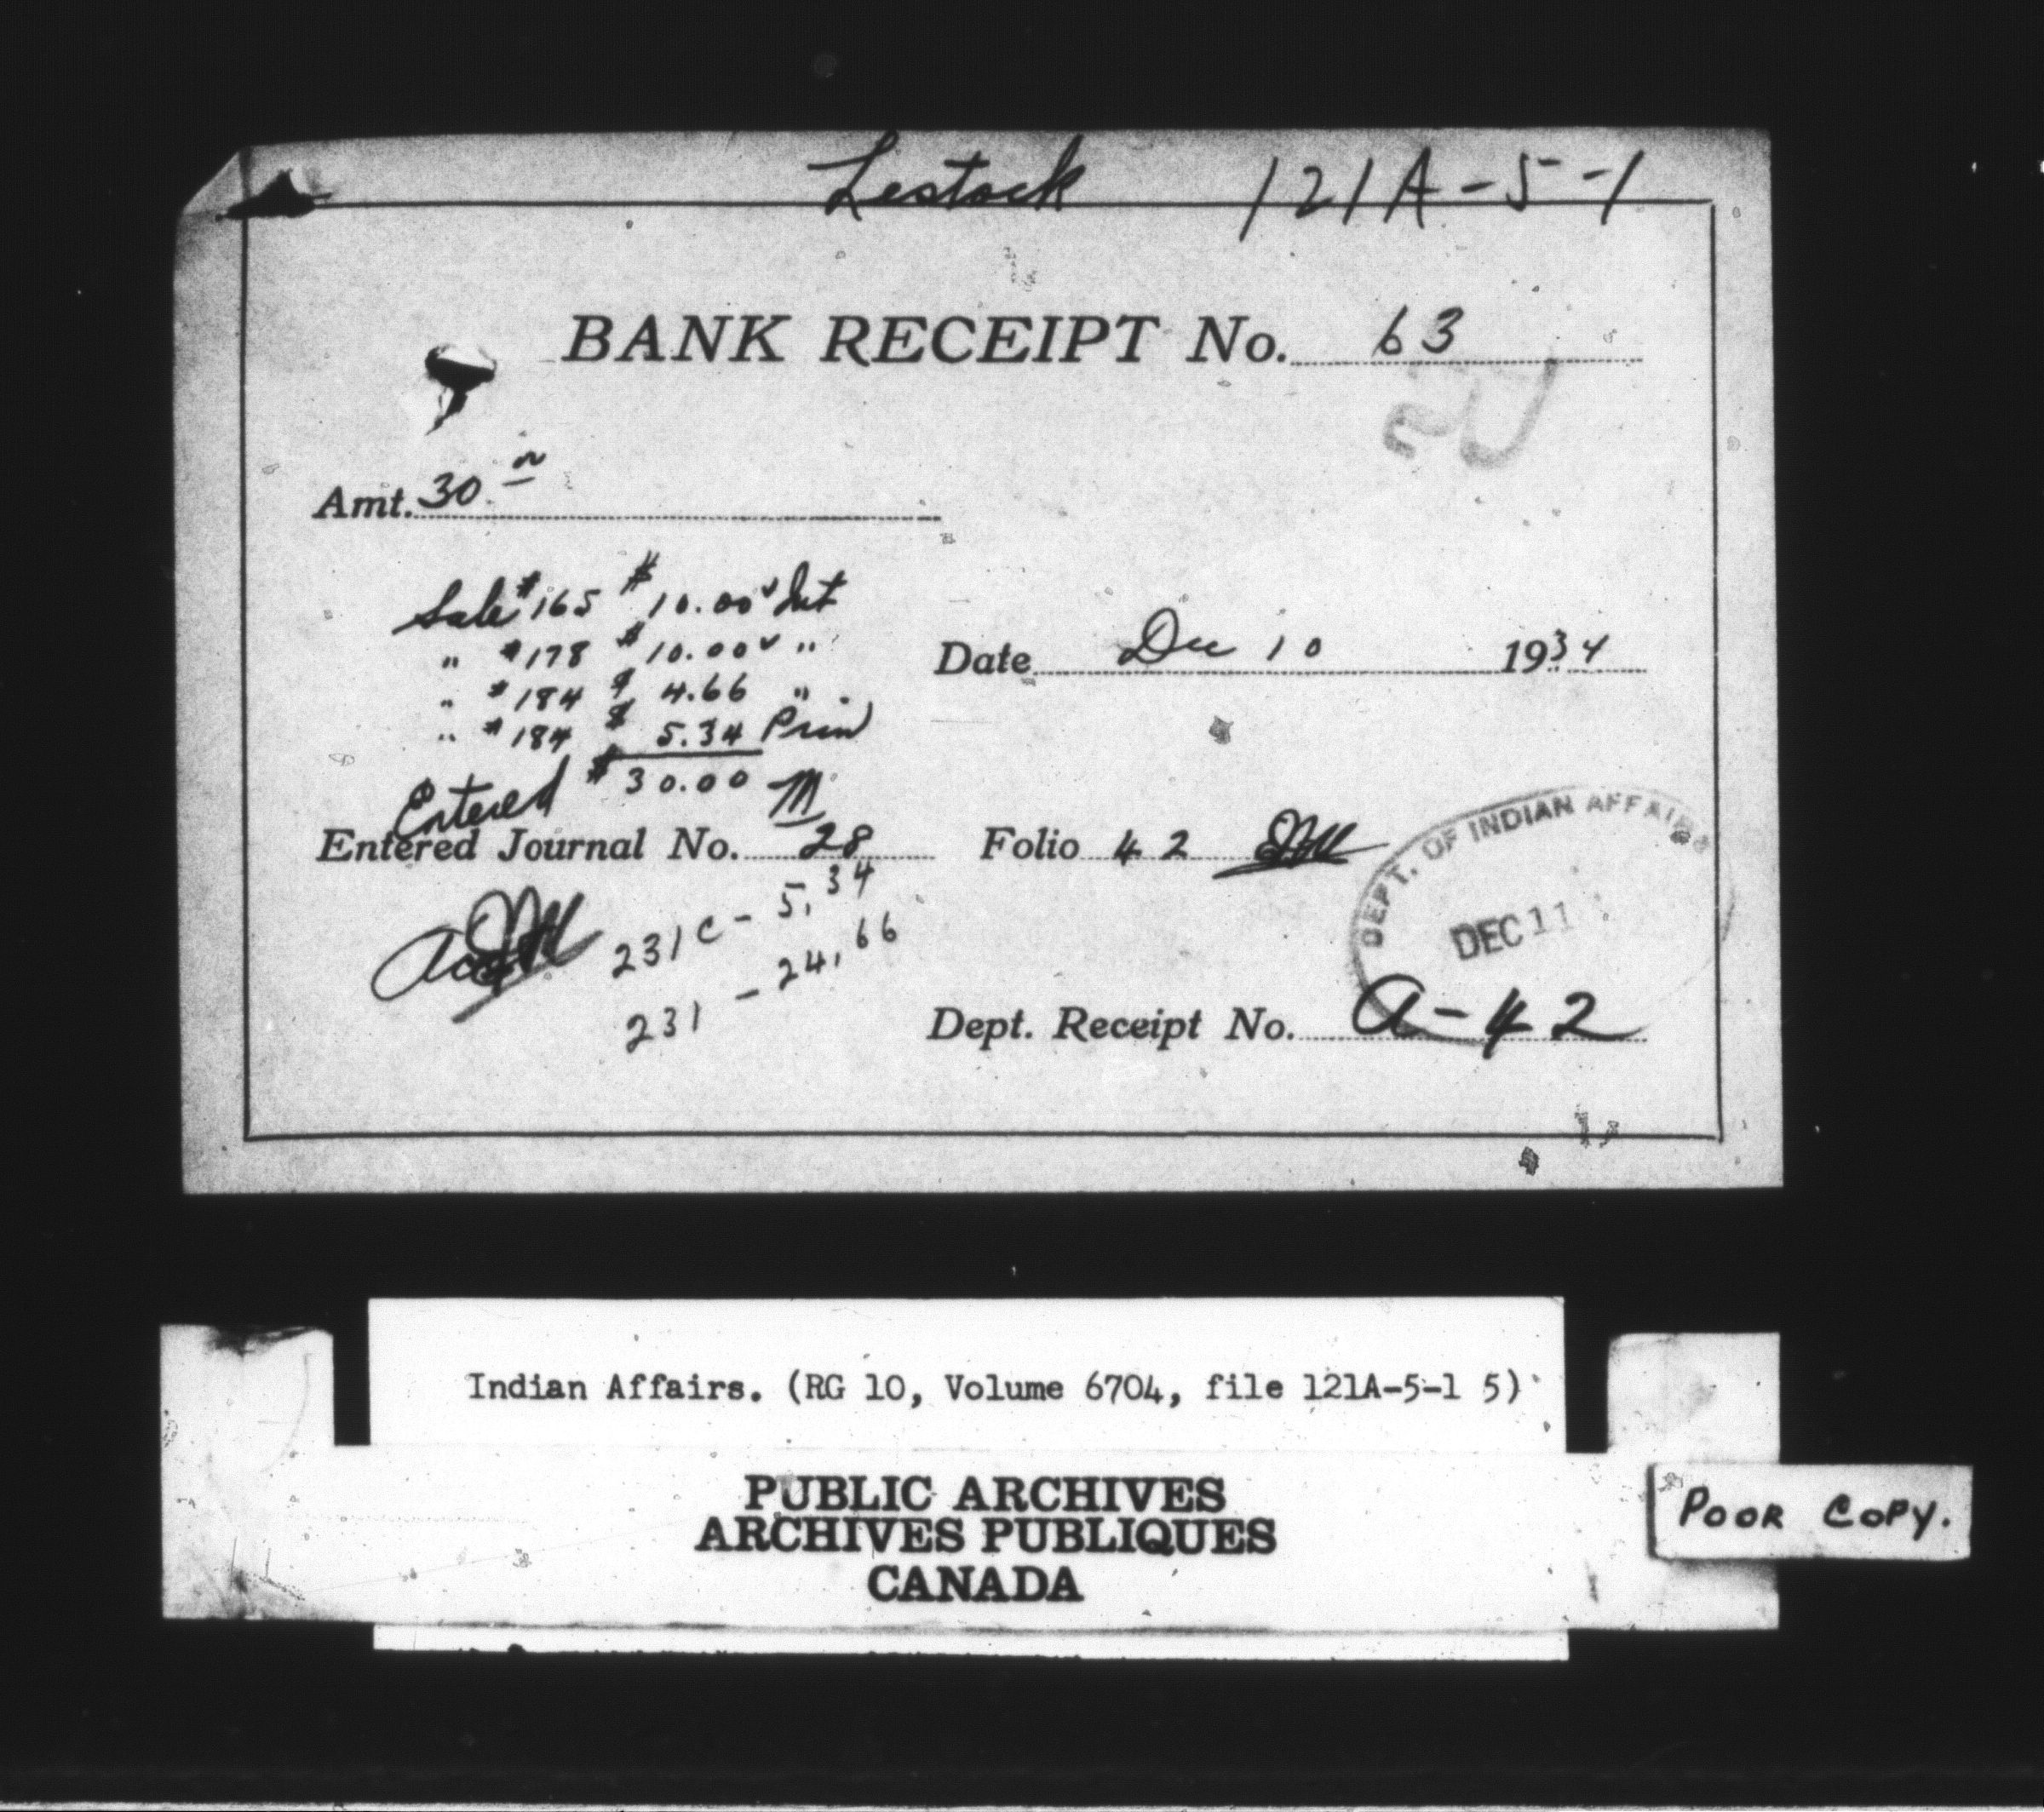 Lestock 121A-5-1
BANK RECEIPT No. 63
Amt. 30.00
Sale #165 $10.00 ✓ Int
" #178 $10.00 ✓ "
" #184 $ 4.66 "
" #184 $ 5.34 Prin
Date Dec 10 1934
Entered $30.00 M
Entered Journal No. 28 Folio 42
DEPT. OF INDIAN AFFAIRS
DEC 11
231c - 5.34
231 - 24.66
Dept. Receipt No. A-42
Indian Affairs. (RG 10, Volume 6704, file 121A-5-1 5)
PUBLIC ARCHIVES
ARCHIVES PUBLIQUES
CANADA
POOR COPY.